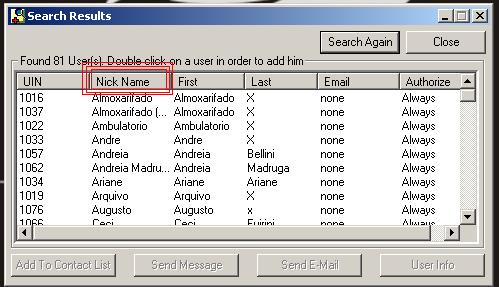 Search Results
Search Again Close
Found 81 User(s). Double click on a user in order to add him
UIN Nick Name First Last Email Authorize
1016 Almoxarifado Almoxarifado X none Always
1037 Almoxarifado (... Almoxarifado X none Always
1022 Ambulatorio Ambulatorio X none Always
1033 Andre Andre X none Always
1057 Andreia Andreia Bellini none Always
1062 Andreia Madru... Andreia Madruga none Always
1034 Ariane Ariane Ariane none Always
1019 Arquivo Arquivo X none Always
1076 Augusto Augusto x none Always
1066 Ceci Ceci none Always
Add To Contact List Send Message Send E-Mail User Info